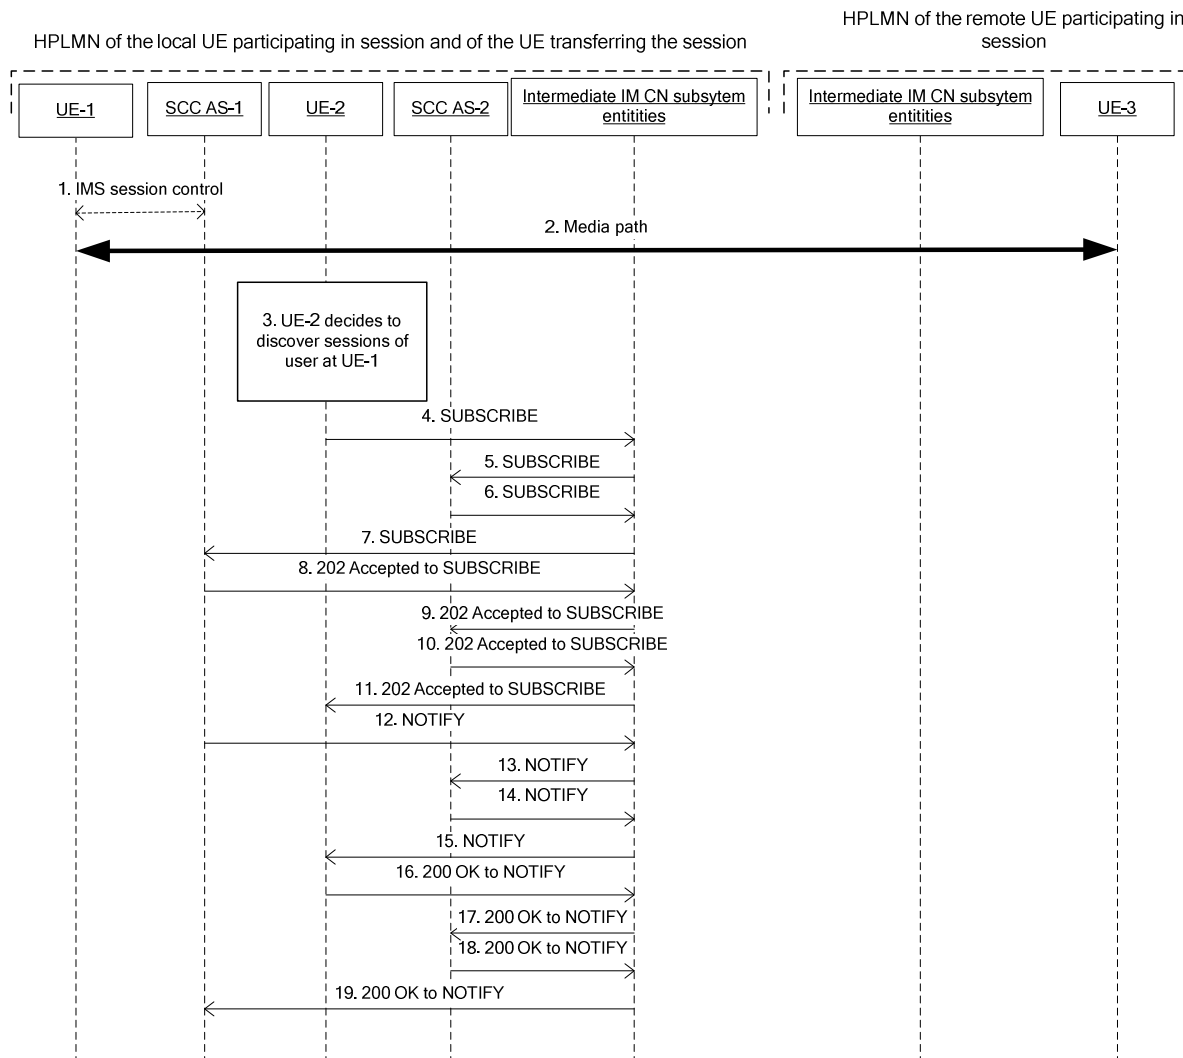 HPLMN of the local UE participating in session and of the UE transferring the session
HPLMN of the remote UE participating in
session
UE-1
SCC AS-1
UE-2
SCC AS-2
Intermediate IM CN subsytem
entitities
Intermediate IM CN subsytem
entitities
UE-3
1. IMS session control
2. Media path
3. UE-2 decides to
discover sessions of
user at UE-1
4. SUBSCRIBE
5. SUBSCRIBE
6. SUBSCRIBE
7. SUBSCRIBE
8. 202 Accepted to SUBSCRIBE
9. 202 Accepted to SUBSCRIBE
10. 202 Accepted to SUBSCRIBE
11. 202 Accepted to SUBSCRIBE
12. NOTIFY
13. NOTIFY
14. NOTIFY
15. NOTIFY
16. 200 OK to NOTIFY
17. 200 OK to NOTIFY
18. 200 OK to NOTIFY
19. 200 OK to NOTIFY